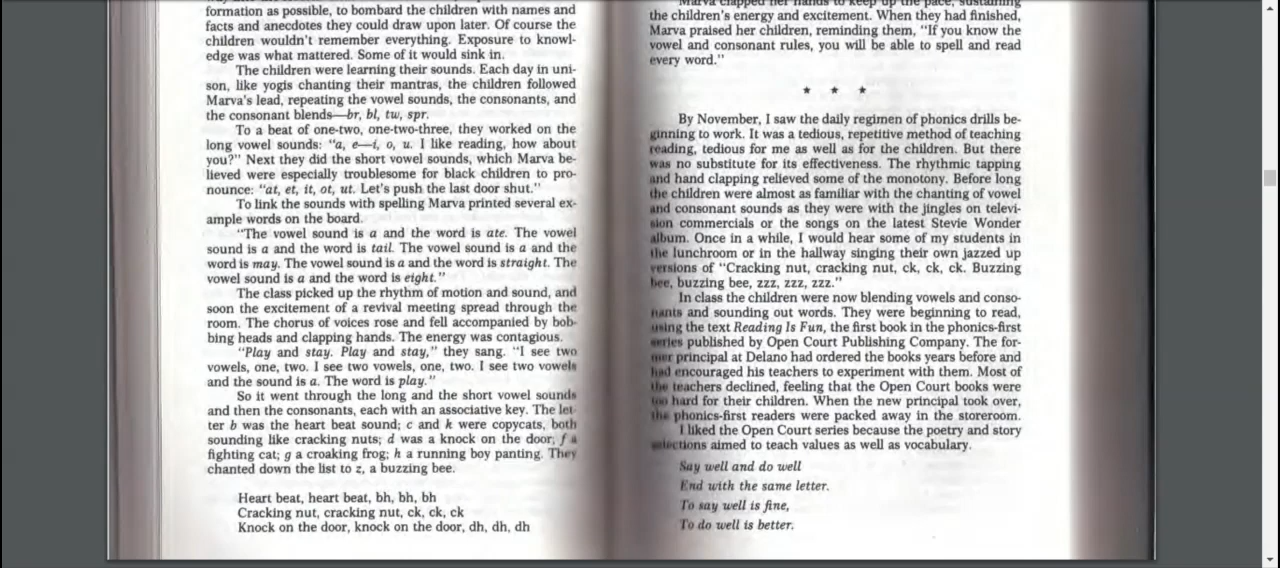 formation as possible, to bombard the children with names and
facts and anecdotes they could draw upon later. Of course the
children wouldn't remember everything. Exposure to knowl-
edge was what mattered. Some of it would sink in.
The children were learning their sounds. Each day in uni-
son, like yogis chanting their mantras, the children followed
Marva's lead, repeating the vowel sounds, the consonants, and
the consonant blends—br, bl, tw, spr.
To a beat of one-two, one-two-three, they worked on the
long vowel sounds: "a, e—i, o, u. I like reading, how about
you?" Next they did the short vowel sounds, which Marva be-
lieved were especially troublesome for black children to pro-
nounce: "at, et, it, ot, ut. Let's push the last door shut."
To link the sounds with spelling Marva printed several ex-
ample words on the board.
"The vowel sound is a and the word is ate. The vowel
sound is a and the word is tail. The vowel sound is a and the
word is may. The vowel sound is a and the word is straight. The
vowel sound is a and the word is eight."
The class picked up the rhythm of motion and sound, and
soon the excitement of a revival meeting spread through the
room. The chorus of voices rose and fell accompanied by bob-
bing heads and clapping hands. The energy was contagious.
"Play and stay. Play and stay," they sang. "I see two
vowels, one, two. I see two vowels, one, two. I see two vowels
and the sound is a. The word is play."
So it went through the long and the short vowel sounds
and then the consonants, each with an associative key. The let-
ter b was the heart beat sound; c and k were copycats, both
sounding like cracking nuts; d was a knock on the door; f a
fighting cat; g a croaking frog; h a running boy panting. They
chanted down the list to z, a buzzing bee.
Heart beat, heart beat, bh, bh, bh
Cracking nut, cracking nut, ck, ck, ck
Knock on the door, knock on the door, dh, dh, dh
Marva clapped her hands to keep up the pace, sustaining
the children's energy and excitement. When they had finished,
Marva praised her children, reminding them, "If you know the
vowel and consonant rules, you will be able to spell and read
every word."
★ ★ ★
By November, I saw the daily regimen of phonics drills be-
ginning to work. It was a tedious, repetitive method of teaching
reading, tedious for me as well as for the children. But there
was no substitute for its effectiveness. The rhythmic tapping
and hand clapping relieved some of the monotony. Before long
the children were almost as familiar with the chanting of vowel
and consonant sounds as they were with the jingles on televi-
sion commercials or the songs on the latest Stevie Wonder
album. Once in a while, I would hear some of my students in
the lunchroom or in the hallway singing their own jazzed up
versions of "Cracking nut, cracking nut, ck, ck, ck. Buzzing
bee, buzzing bee, zzz, zzz, zzz."
In class the children were now blending vowels and conso-
nants and sounding out words. They were beginning to read,
using the text Reading Is Fun, the first book in the phonics-first
series published by Open Court Publishing Company. The for-
mer principal at Delano had ordered the books years before and
had encouraged his teachers to experiment with them. Most of
the teachers declined, feeling that the Open Court books were
too hard for their children. When the new principal took over,
the phonics-first readers were packed away in the storeroom.
I liked the Open Court series because the poetry and story
selections aimed to teach values as well as vocabulary.
Say well and do well
End with the same letter.
To say well is fine,
To do well is better.